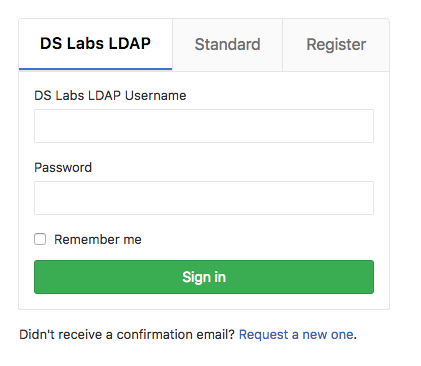 DS Labs LDAP Standard Register
DS Labs LDAP Username
Password
Remember me
Sign in
Didn't receive a confirmation email? Request a new one.